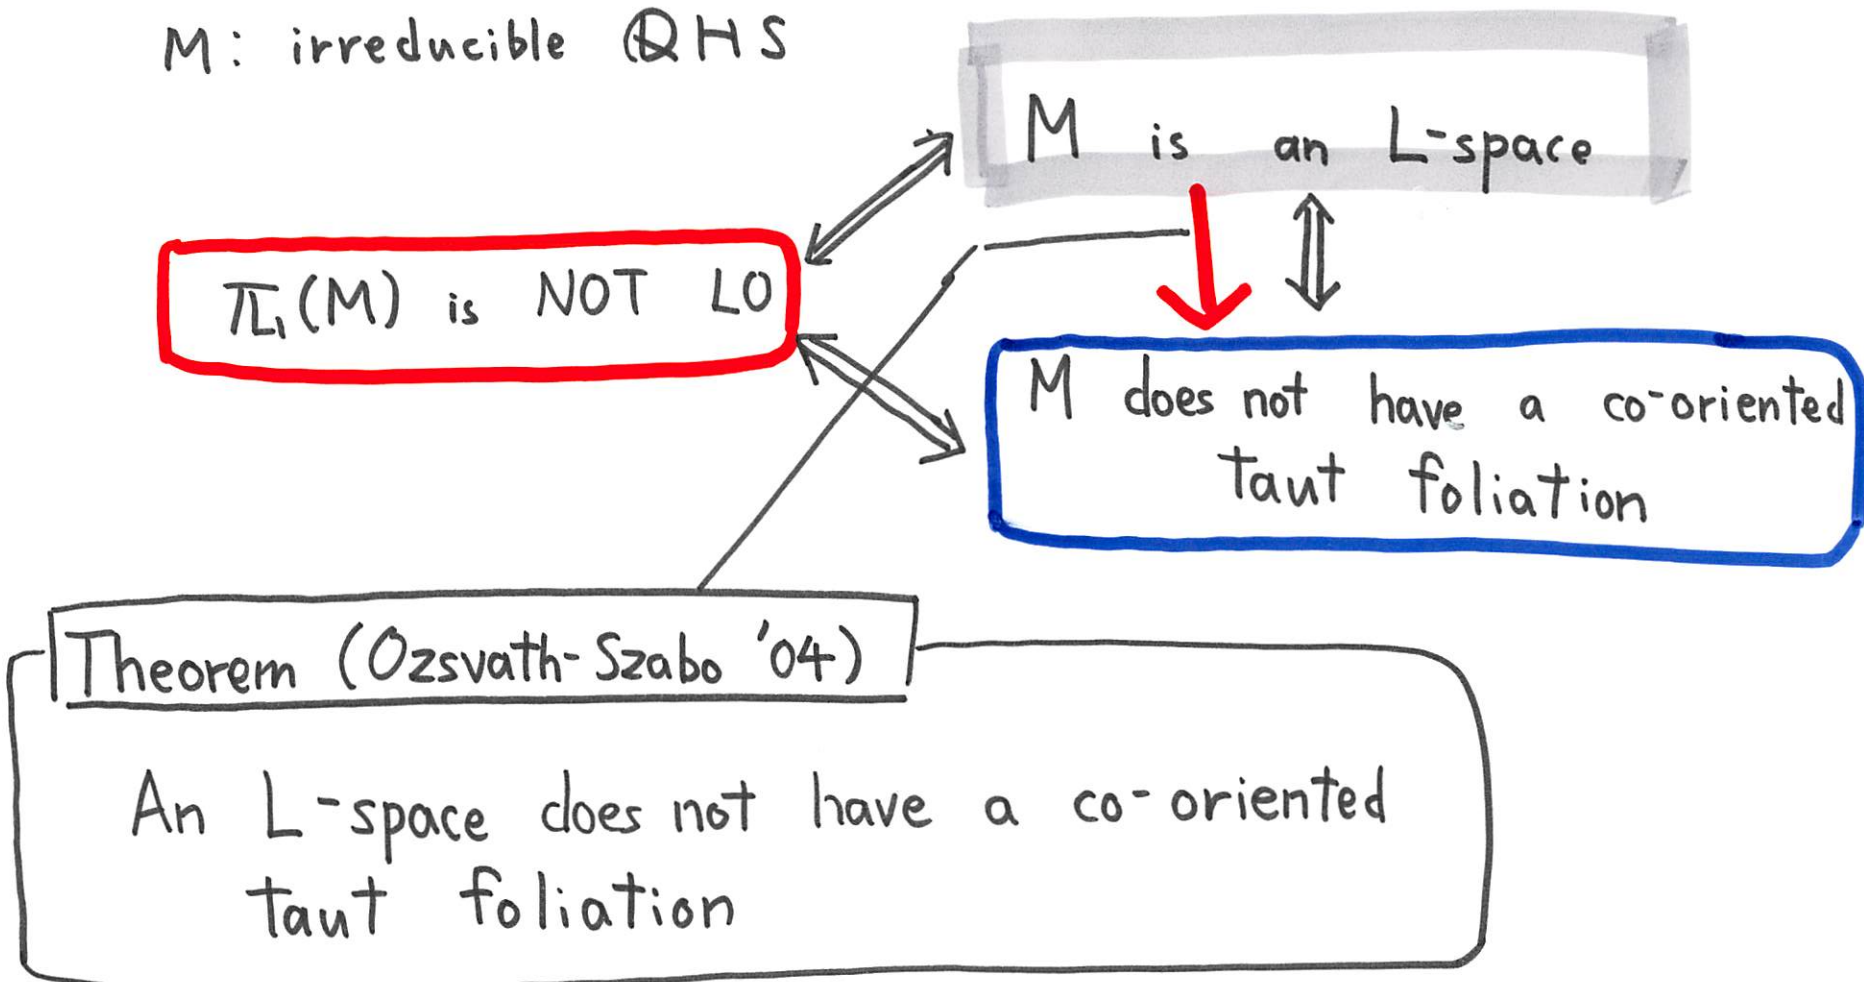 M: irreducible QHS
M is an L-space
π₁(M) is NOT LO
M does not have a co-oriented
taut foliation
Theorem (Ozsvath-Szabo '04)
An L-space does not have a co-oriented
taut foliation